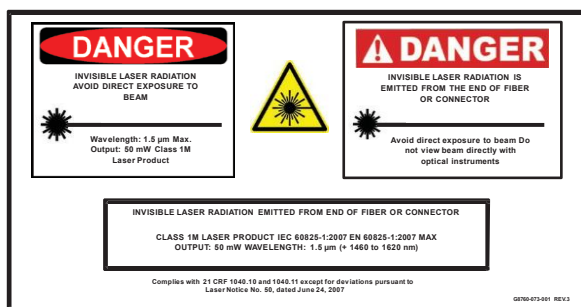 DANGER
INVISIBLE LASER RADIATION
AVOID DIRECT EXPOSURE TO
BEAM
Wavelength: 1.5 µm Max.
Output: 50 mW Class 1M
Laser Product
DANGER
INVISIBLE LASER RADIATION IS
EMITTED FROM THE END OF FIBER
OR CONNECTOR
Avoid direct exposure to beam Do
not view beam directly with
optical instruments
INVISIBLE LASER RADIATION EMITTED FROM END OF FIBER OR CONNECTOR
CLASS 1M LASER PRODUCT IEC 60825-1:2007 EN 60825-1:2007 MAX
OUTPUT: 50 mW WAVELENGTH: 1.5 µm (+ 1460 to 1620 nm)
Complies with 21 CRF 1040.10 and 1040.11 except for deviations pursuant to
Laser Notice No. 50, dated June 24, 2007
G8760-073-001 REV.3